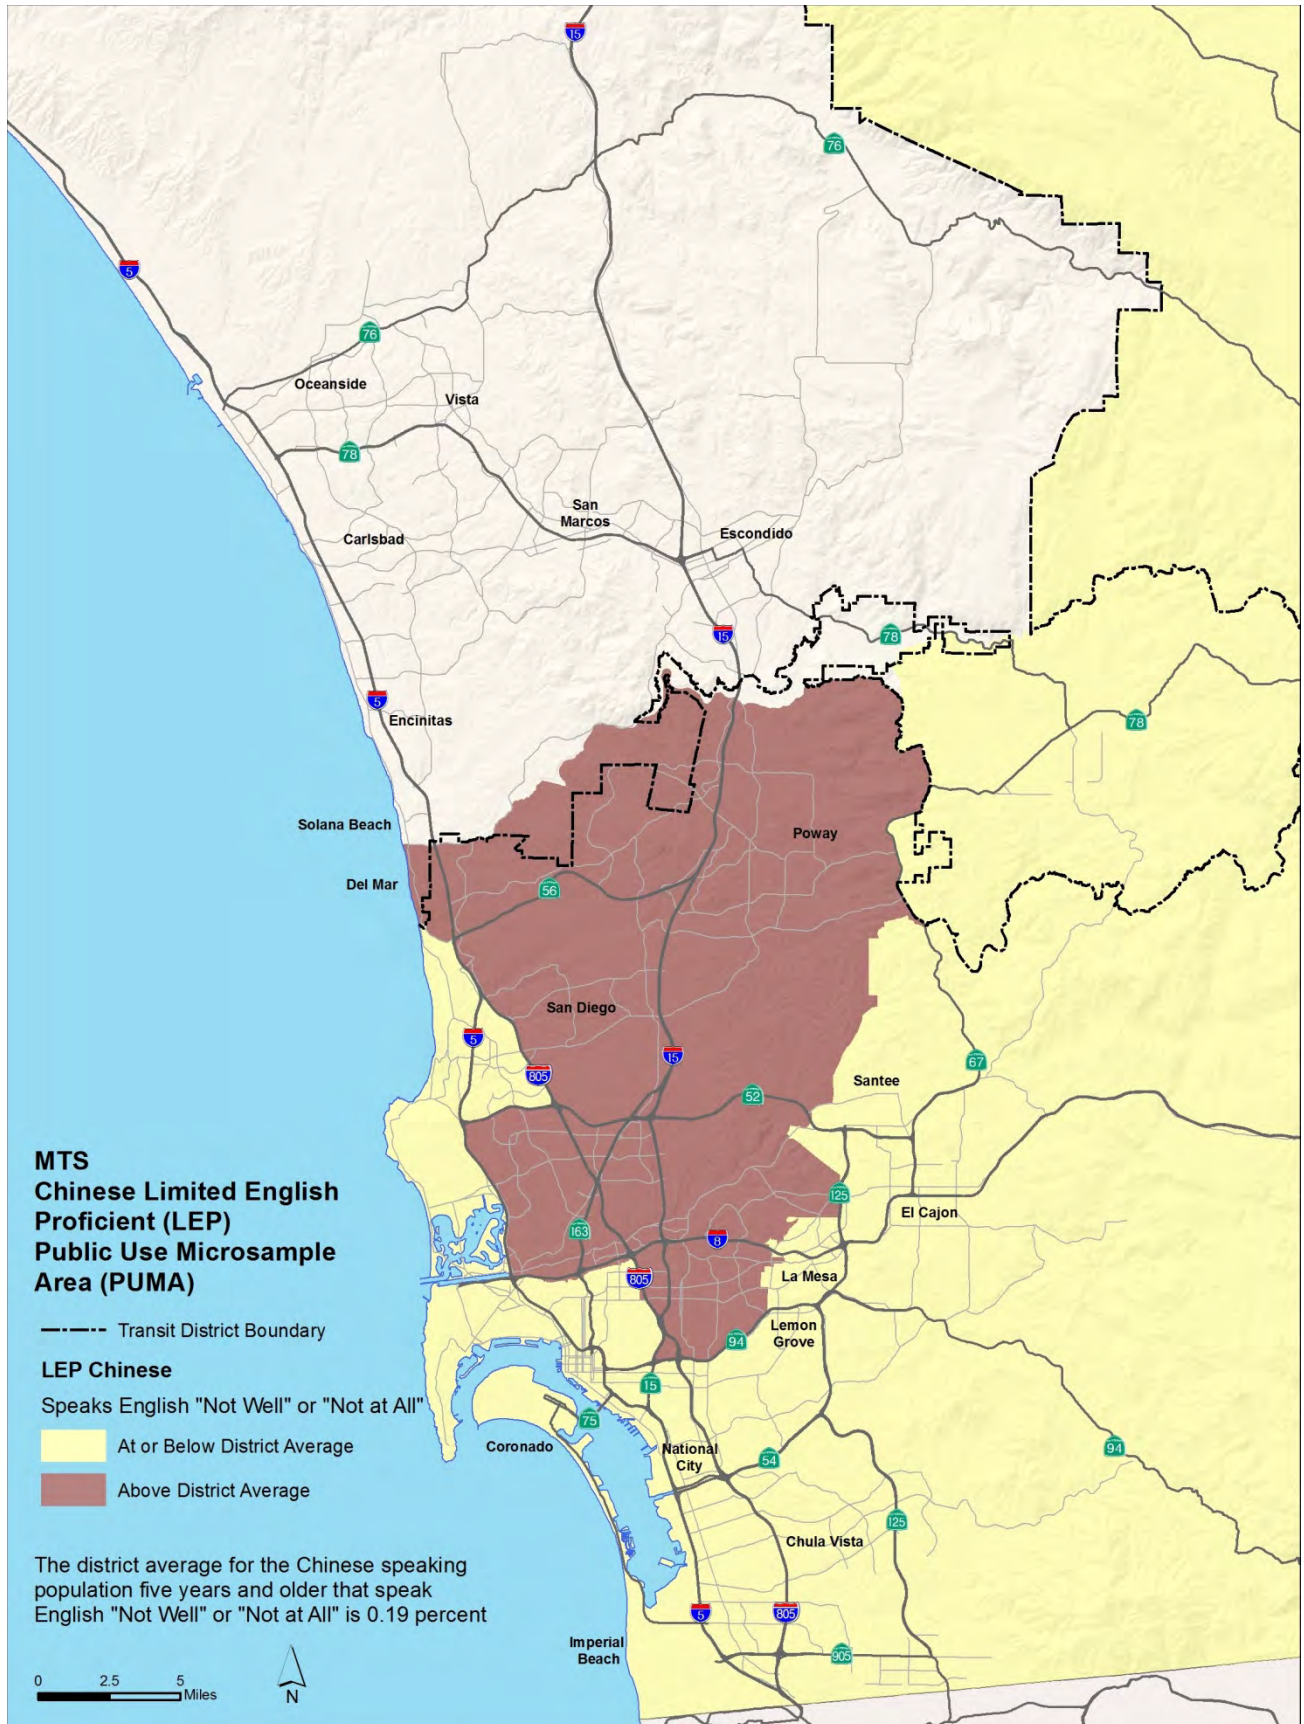 15
76
5
76
Oceanside
Vista
78
San
Marcos
Escondido
Carlsbad
15
78
5
Encinitas
78
Solana Beach
Poway
Del Mar
56
San Diego
5
15
67
805
52
Santee
MTS
Chinese Limited English
Proficient (LEP)
Public Use Microsample
Area (PUMA)
125
El Cajon
163
8
805
La Mesa
Transit District Boundary
Lemon
Grove
94
LEP Chinese
15
Speaks English "Not Well" or "Not at All"
75
At or Below District Average
Coronado
National
City
54
94
Above District Average
125
Chula Vista
The district average for the Chinese speaking
population five years and older that speak
English "Not Well" or "Not at All" is 0.19 percent
5
805
Imperial
Beach
905
0 2.5 5
Miles
N